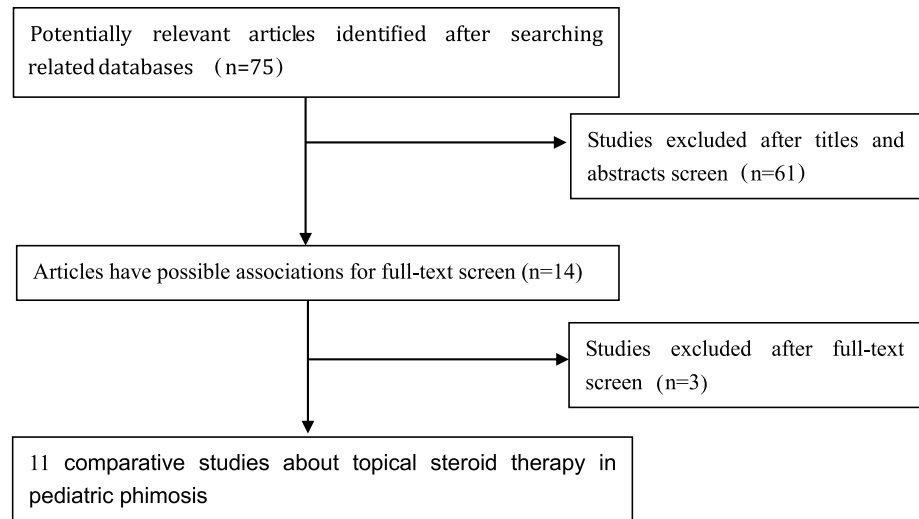 Potentially relevant articles identified after searching
related databases (n=75)
Studies excluded after titles and
abstracts screen (n=61)
Articles have possible associations for full-text screen (n=14)
Studies excluded after full-text
screen (n=3)
11 comparative studies about topical steroid therapy in
pediatric phimosis